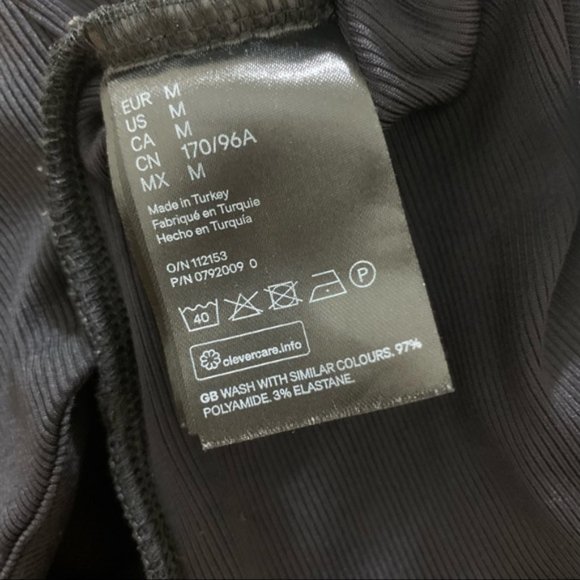 EUR M
US M
CA M
CN 170/96A
MX M
Made in Turkey
Fabriqué en Turquie
Hecho en Turquía
O/N 112153
P/N 0792009 0
40 P
clevercare.info
GB WASH WITH SIMILAR COLOURS. 97%
POLYAMIDE. 3% ELASTANE.